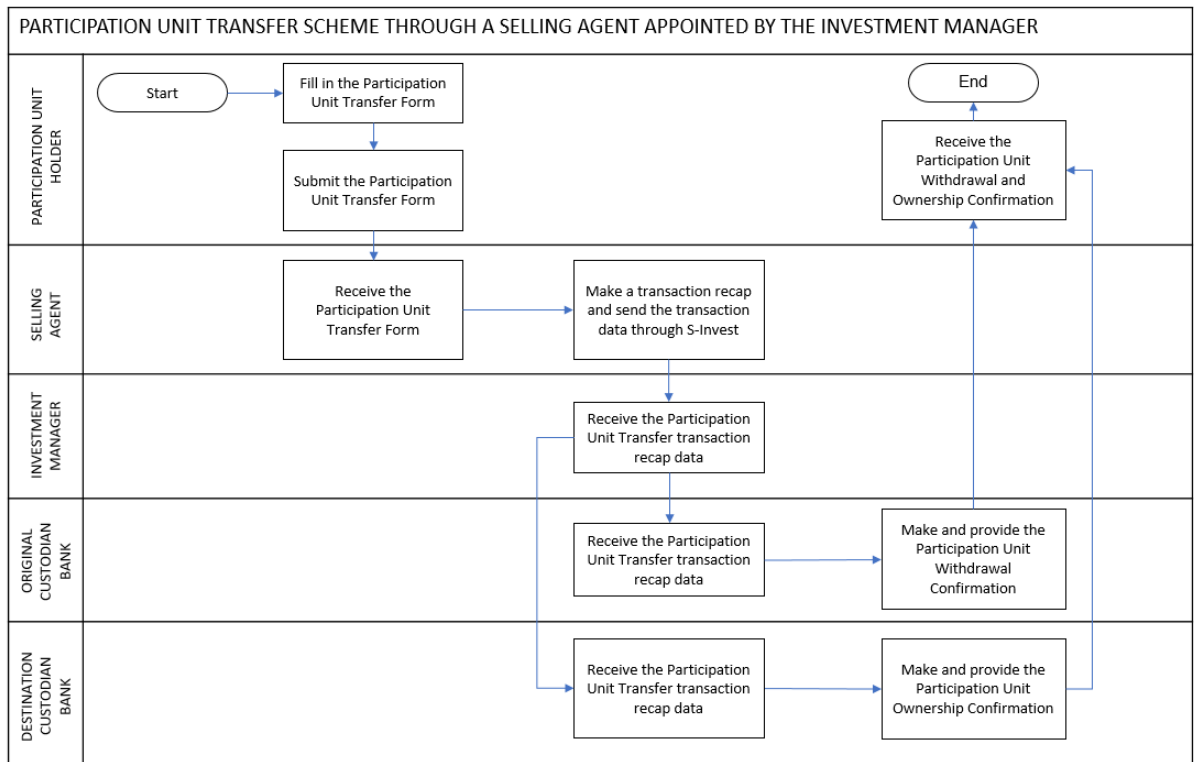 PARTICIPATION UNIT TRANSFER SCHEME THROUGH A SELLING AGENT APPOINTED BY THE INVESTMENT MANAGER
PARTICIPATION UNIT
HOLDER
Start
Fill in the Participation
Unit Transfer Form
Submit the Participation
Unit Transfer Form
End
Receive the
Participation Unit
Withdrawal and
Ownership Confirmation
SELLING
AGENT
Receive the
Participation Unit
Transfer Form
Make a transaction recap
and send the transaction
data through S-Invest
INVESTMENT
MANAGER
Receive the Participation
Unit Transfer transaction
recap data
ORIGINAL
CUSTODIAN
BANK
Receive the Participation
Unit Transfer transaction
recap data
Make and provide the
Participation Unit
Withdrawal
Confirmation
DESTINATION
CUSTODIAN
BANK
Receive the Participation
Unit Transfer transaction
recap data
Make and provide the
Participation Unit
Ownership Confirmation